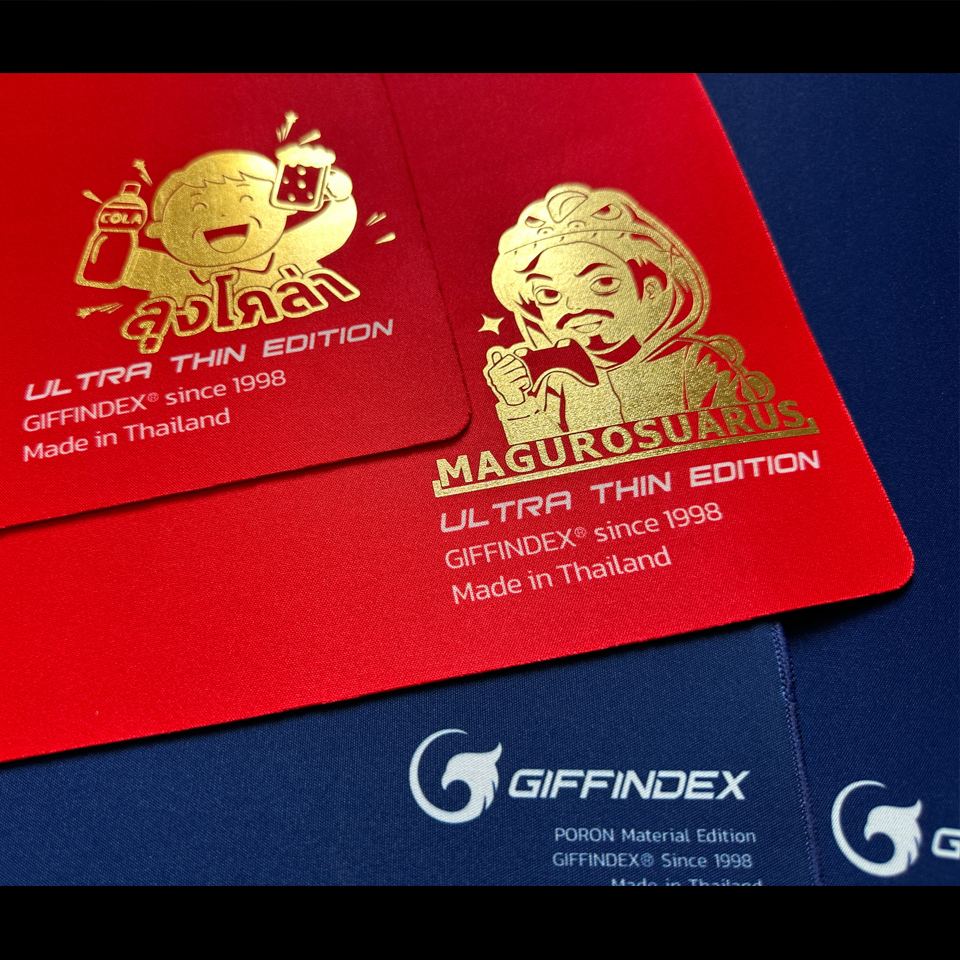 COLA
ลุงโคล่า
ULTRA THIN EDITION
GIFFINDEX® since 1998
Made in Thailand
MAGUROSUARUS
ULTRA THIN EDITION
GIFFINDEX® since 1998
Made in Thailand
GIFFINDEX
PORON Material Edition
GIFFINDEX® Since 1998
Made in Thailand
G